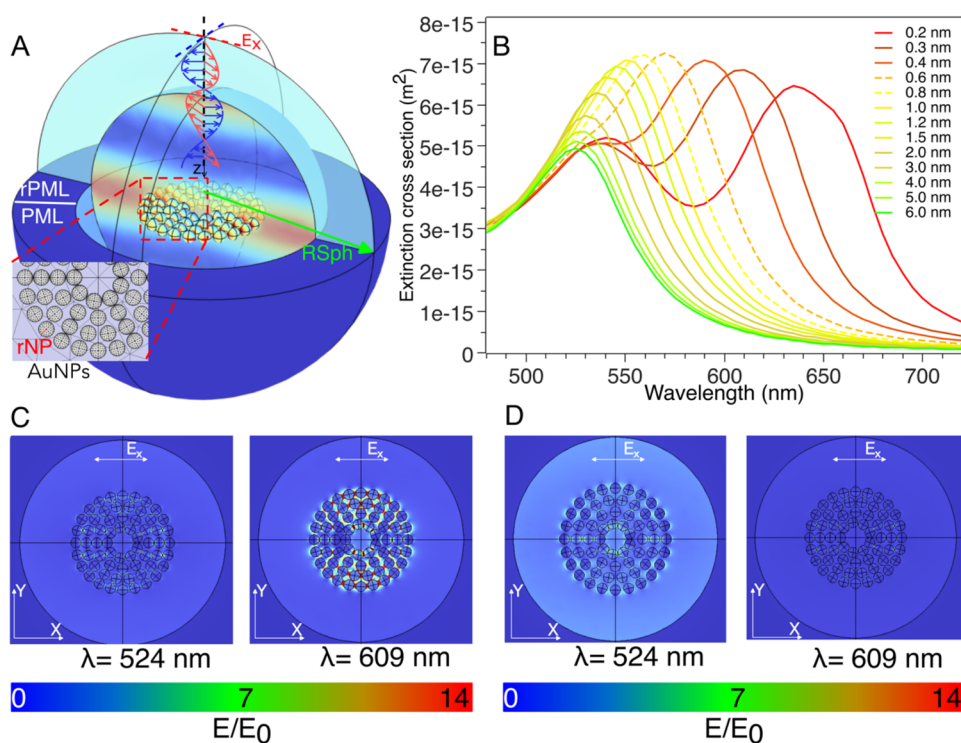 A
Ex
z
rPML
PML
RSph
rNP
AuNPs
B
Extinction cross section (m²)
8e-15
7e-15
6e-15
5e-15
4e-15
3e-15
2e-15
1e-15
0
500
550
600
650
700
Wavelength (nm)
0.2 nm
0.3 nm
0.4 nm
0.6 nm
0.8 nm
1.0 nm
1.2 nm
1.5 nm
2.0 nm
3.0 nm
4.0 nm
5.0 nm
6.0 nm
C
Ex
Y
X
λ= 524 nm
Ex
Y
X
λ= 609 nm
0 7 14
E/E0
D
Ex
Y
X
λ= 524 nm
Ex
Y
X
λ= 609 nm
0 7 14
E/E0